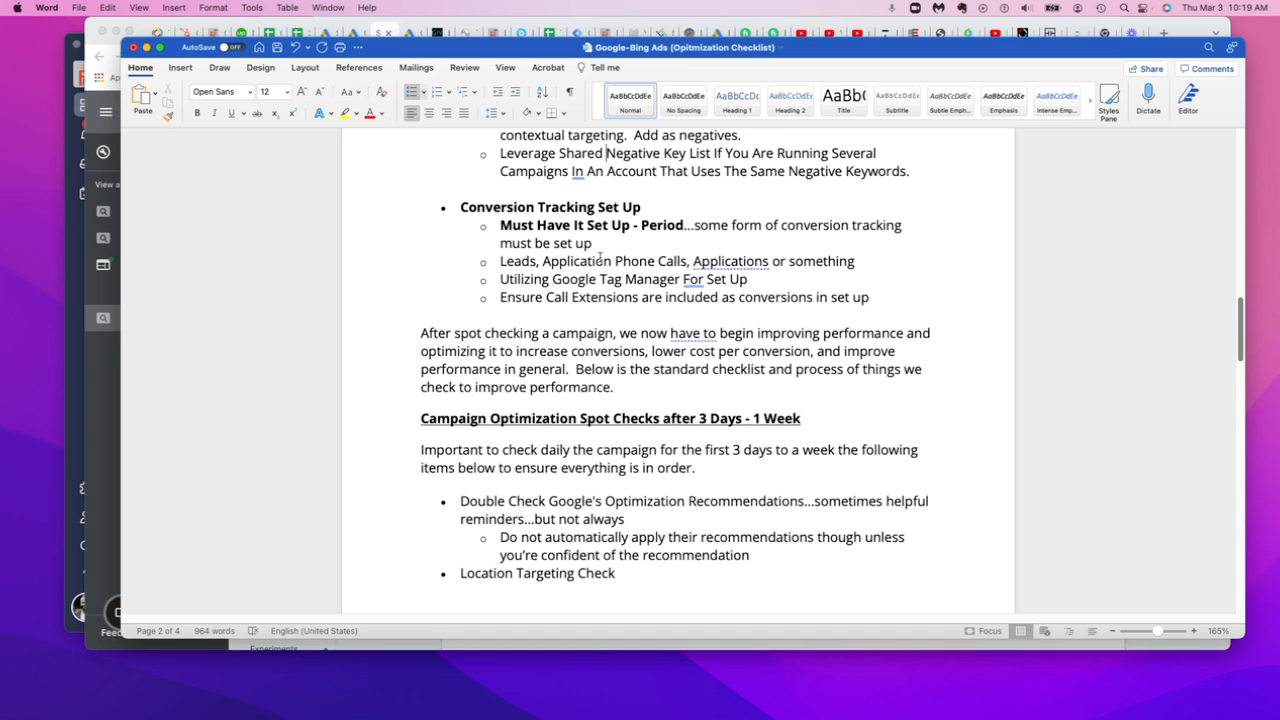 Word File Edit View Insert Format Tools Table Window Help Thu Mar 3 10:19 AM
AutoSave OFF Google-Bing Ads (Opitmization Checklist)
Home Insert Draw Design Layout References Mailings Review View Acrobat Tell me Share Comments
Paste Open Sans 12 AaBbCcDdEe AaBbCcDdEe AaBbCcDc AaBbCcDdEe AaBb AaBbCcDdEe AaBbCcDdEe AaBbCcDdEe AaBbCcDdEe
Normal No Spacing Heading 1 Heading 2 Title Subtitle Subtle Emph... Emphasis Intense Emp... Styles Pane Dictate Editor
View a
contextual targeting. Add as negatives.
Leverage Shared Negative Key List If You Are Running Several
Campaigns In An Account That Uses The Same Negative Keywords.
Conversion Tracking Set Up
Must Have It Set Up - Period...some form of conversion tracking
must be set up
Leads, Application Phone Calls, Applications or something
Utilizing Google Tag Manager For Set Up
Ensure Call Extensions are included as conversions in set up
After spot checking a campaign, we now have to begin improving performance and
optimizing it to increase conversions, lower cost per conversion, and improve
performance in general. Below is the standard checklist and process of things we
check to improve performance.
Campaign Optimization Spot Checks after 3 Days - 1 Week
Important to check daily the campaign for the first 3 days to a week the following
items below to ensure everything is in order.
Double Check Google's Optimization Recommendations...sometimes helpful
reminders...but not always
Do not automatically apply their recommendations though unless
you're confident of the recommendation
Location Targeting Check
Page 2 of 4 964 words English (United States) Focus 165%
Feed
Experiments